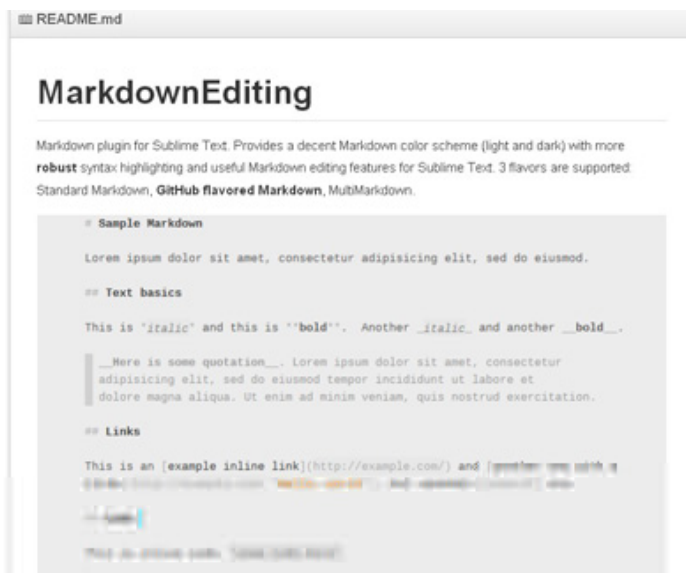 README.md
MarkdownEditing
Markdown plugin for Sublime Text. Provides a decent Markdown color scheme (light and dark) with more
robust syntax highlighting and useful Markdown editing features for Sublime Text. 3 flavors are supported:
Standard Markdown, GitHub flavored Markdown, MultiMarkdown.
# Sample Markdown
Lorem ipsum dolor sit amet, consectetur adipisicing elit, sed do eiusmod.
## Text basics
This is *italic* and this is **bold**. Another _italic_ and another __bold__.
__Here is some quotation__. Lorem ipsum dolor sit amet, consectetur
adipisicing elit, sed do eiusmod tempor incididunt ut labore et
dolore magna aliqua. Ut enim ad minim veniam, quis nostrud exercitation.
## Links
This is an [example inline link](http://example.com/) and